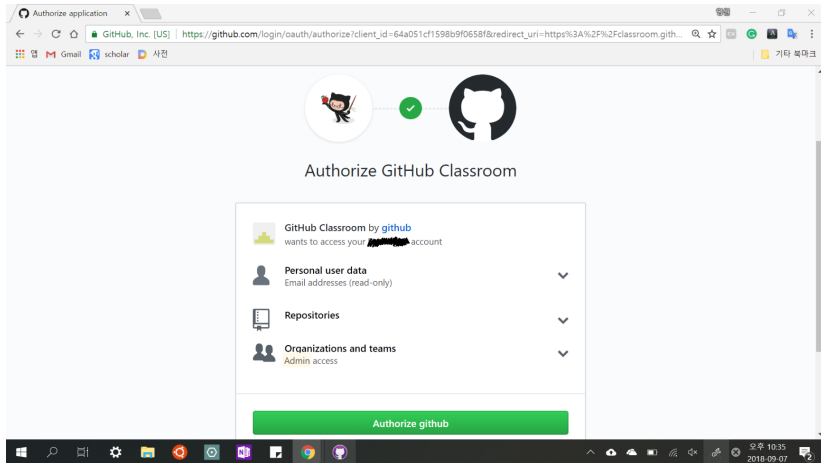 Authorize application
영균
GitHub, Inc. [US] https://github.com/login/oauth/authorize?client_id=64a051cf1598b9f0658f&redirect_uri=https%3A%2F%2Fclassroom.gith...
앱 Gmail scholar 사전 기타 북마크
Authorize GitHub Classroom
GitHub Classroom by github
wants to access your account
Personal user data
Email addresses (read-only)
Repositories
Organizations and teams
Admin access
Authorize github
오후 10:35
2018-09-07